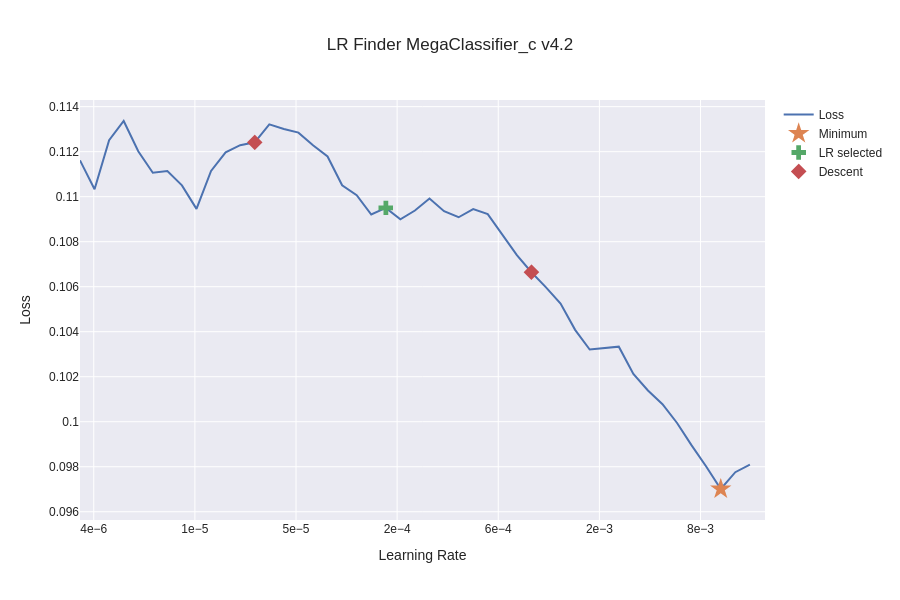 LR Finder MegaClassifier_c v4.2
0.114
0.112
0.11
0.108
0.106
0.104
0.102
0.1
0.098
0.096
Loss
4e−6 1e−5 5e−5 2e−4 6e−4 2e−3 8e−3
Learning Rate
Loss
Minimum
LR selected
Descent